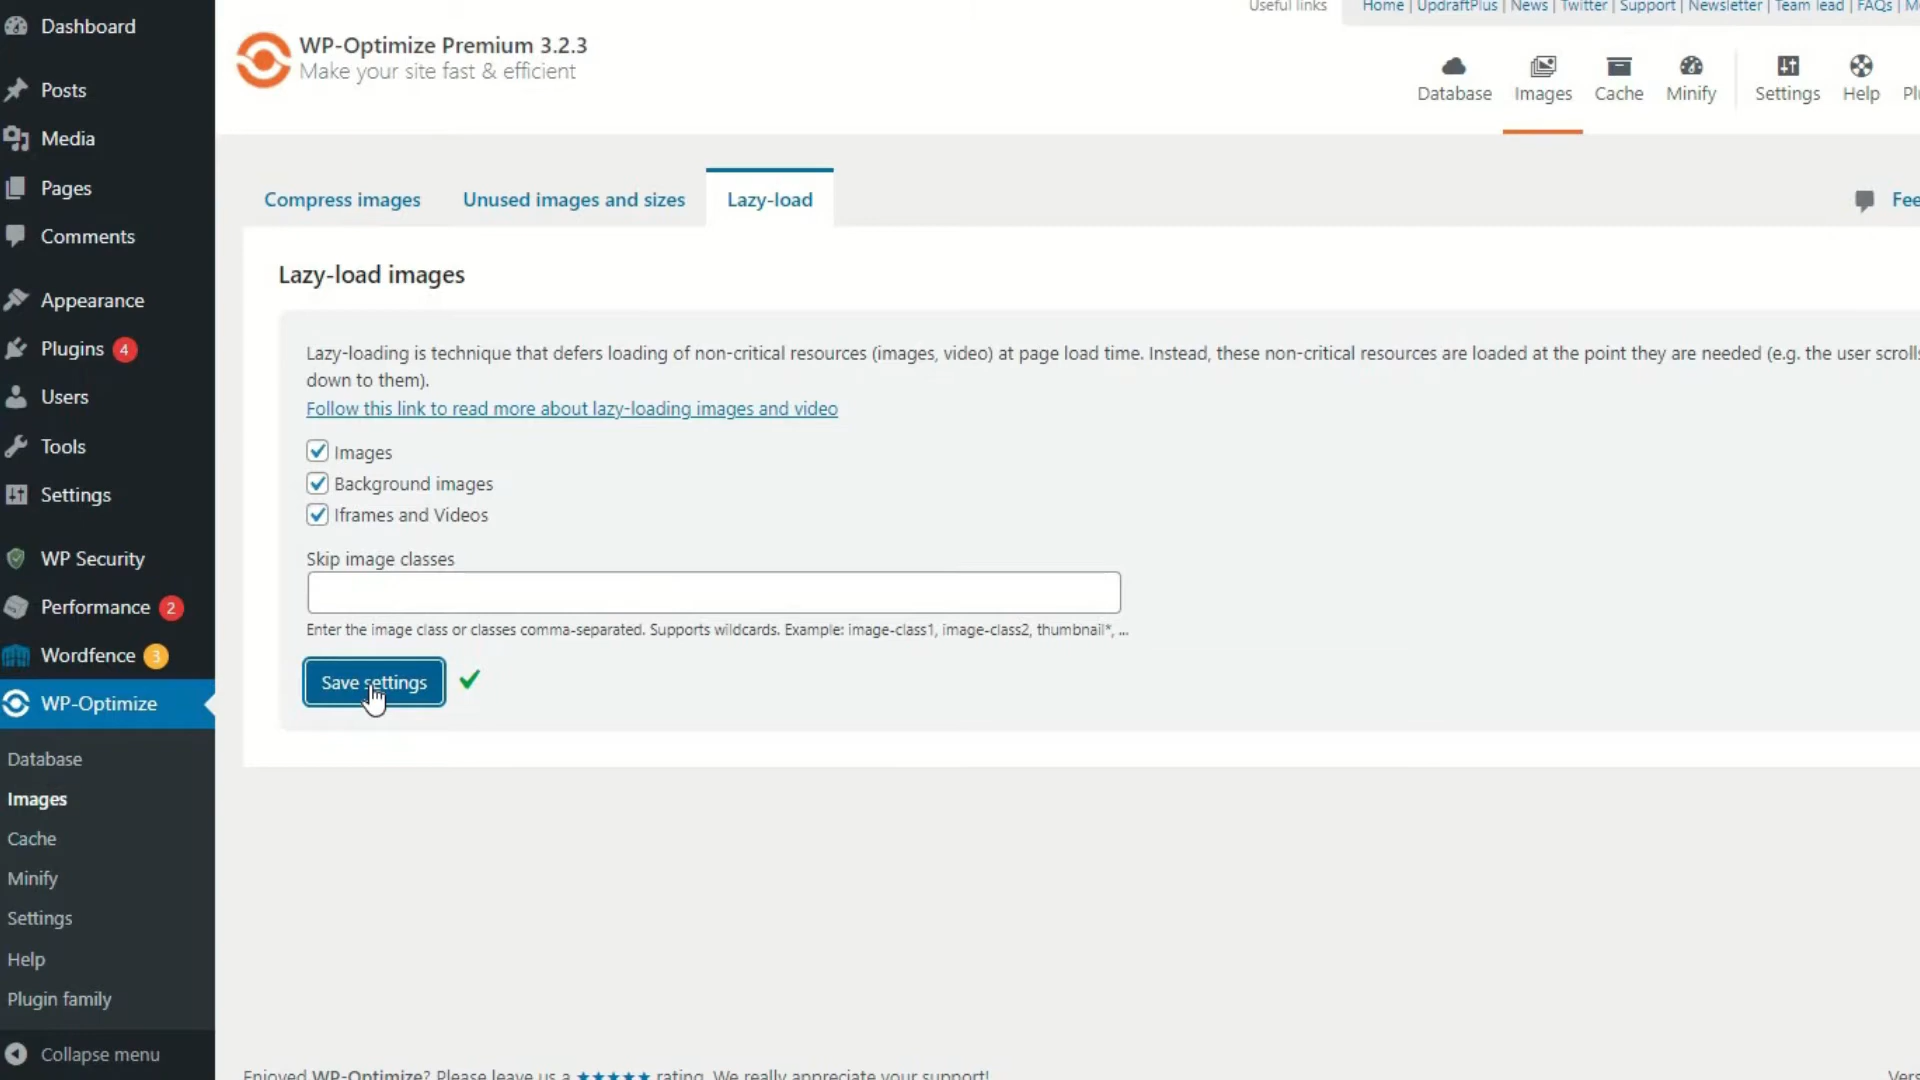 Dashboard
Posts
Media
Pages
Comments
Appearance
Plugins 4
Users
Tools
Settings
WP Security
Performance 2
Wordfence 3
WP-Optimize
Database
Images
Cache
Minify
Settings
Help
Plugin family
Collapse menu
Useful links
Home | UpdraftPlus | News | Twitter | Support | Newsletter | Team lead | FAQs |
WP-Optimize Premium 3.2.3
Make your site fast & efficient
Database Images Cache Minify Settings Help
Compress images Unused images and sizes Lazy-load
Lazy-load images
Lazy-loading is technique that defers loading of non-critical resources (images, video) at page load time. Instead, these non-critical resources are loaded at the point they are needed (e.g. the user scrolls
down to them).
Follow this link to read more about lazy-loading images and video
Images
Background images
Iframes and Videos
Skip image classes
Enter the image class or classes comma-separated. Supports wildcards. Example: image-class1, image-class2, thumbnail*, ...
Save settings
Enjoyed WP-Optimize? Please leave us a ★★★★★ rating. We really appreciate your support!